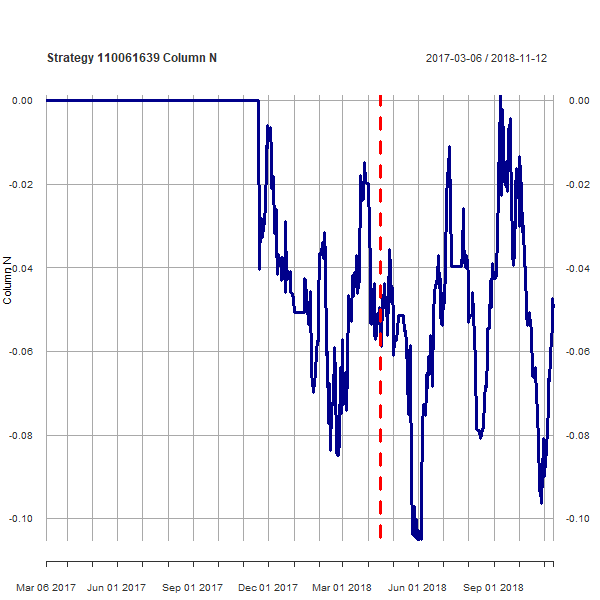 Strategy 110061639 Column N 2017-03-06 / 2018-11-12
0.00 0.00
-0.02 -0.02
-0.04 -0.04
Column N
-0.06 -0.06
-0.08 -0.08
-0.10 -0.10
Mar 06 2017 Jun 01 2017 Sep 01 2017 Dec 01 2017 Mar 01 2018 Jun 01 2018 Sep 01 2018